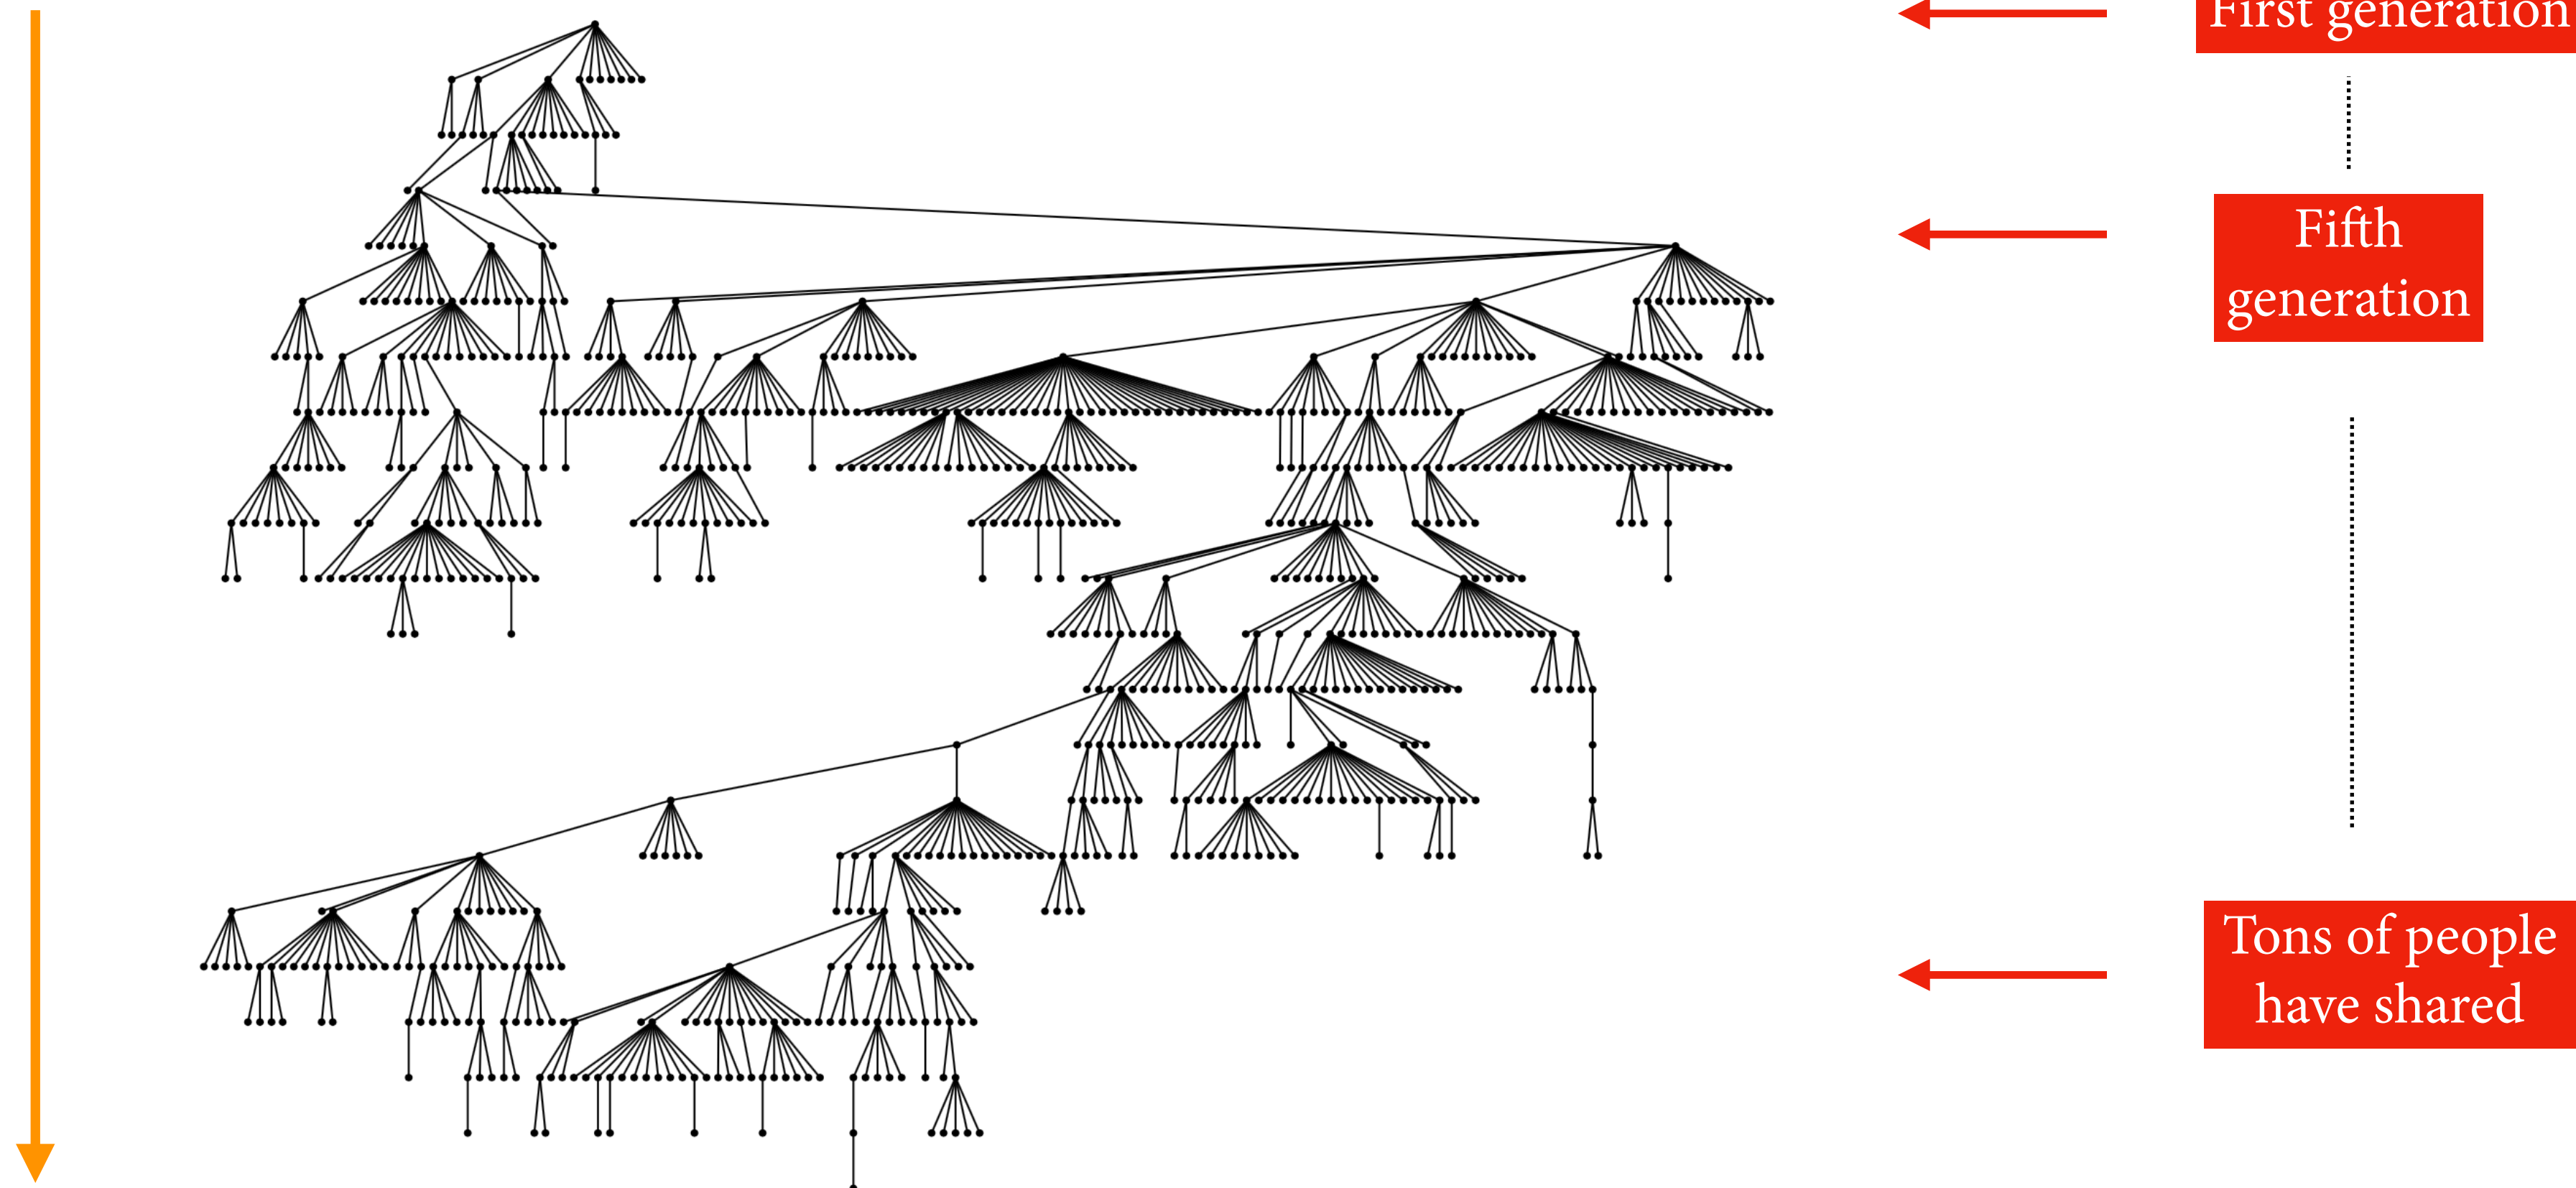 First generation
Fifth
generation
Tons of people
have shared